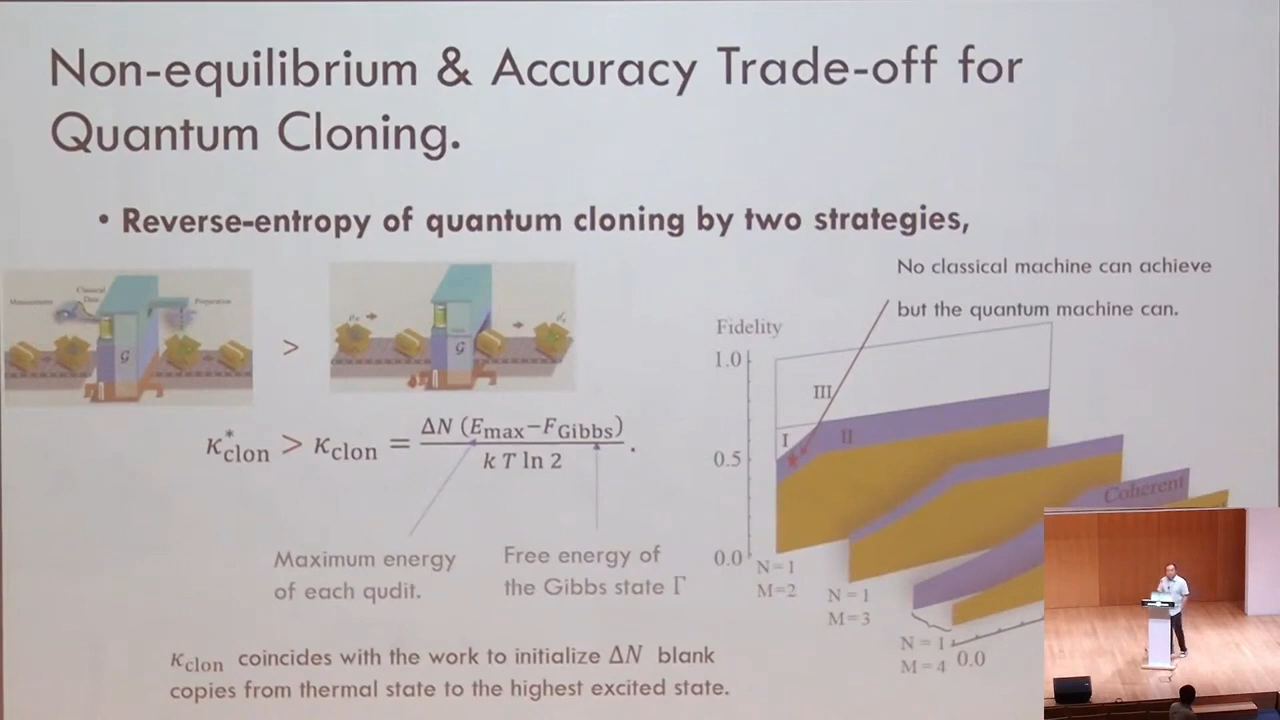 Non-equilibrium & Accuracy Trade-off for
Quantum Cloning.
• Reverse-entropy of quantum cloning by two strategies,
No classical machine can achieve
but the quantum machine can.
Measurement
Classical
Data
Preparation
𝒢
>
𝒢
κ*clon > κclon = ΔN (Emax−FGibbs) / k T ln 2 .
Maximum energy
of each qudit.
Free energy of
the Gibbs state Γ
κclon coincides with the work to initialize ΔN blank
copies from thermal state to the highest excited state.
Fidelity
1.0
0.5
0.0
III
I
II
Coherent
N=1
M=2
N=1
M=3
N=1
M=4
0.0